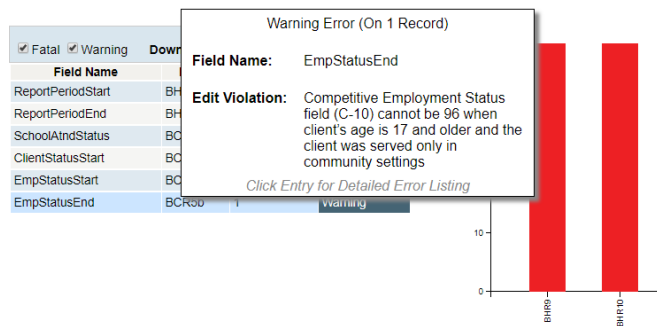 Warning Error (On 1 Record)
Fatal Warning Down
Field Name: EmpStatusEnd
Field Name
ReportPeriodStart BH
Edit Violation: Competitive Employment Status
field (C-10) cannot be 96 when
client's age is 17 and older and the
client was served only in
community settings
ReportPeriodEnd BH
SchoolAtndStatus BC
ClientStatusStart BC
EmpStatusStart BC
Click Entry for Detailed Error Listing
EmpStatusEnd BCR5b 1 Warning
10
0
BHR9
BHR10